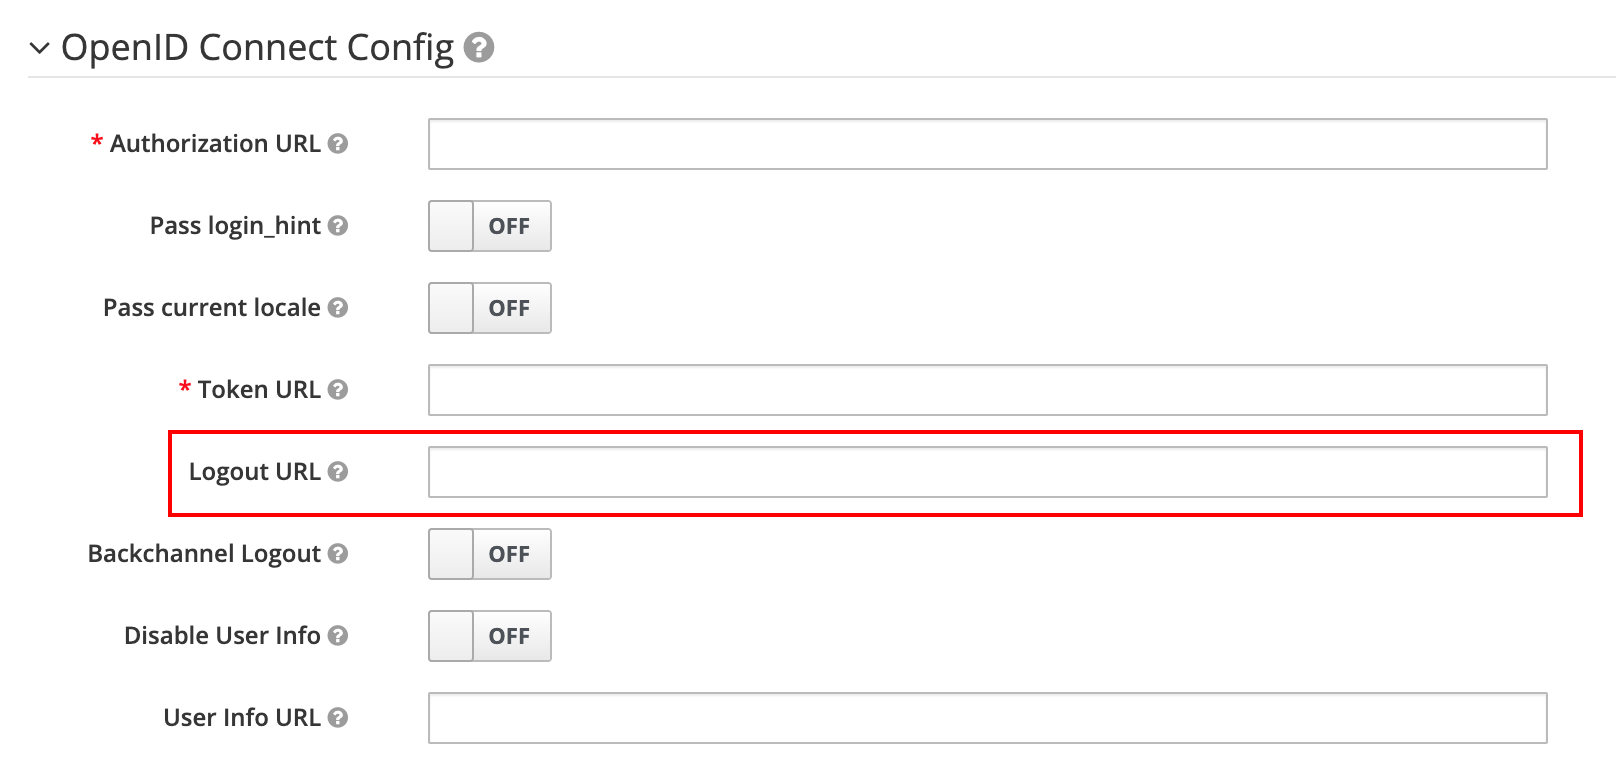 OpenID Connect Config ?
* Authorization URL ?
Pass login_hint ? OFF
Pass current locale ? OFF
* Token URL ?
Logout URL ?
Backchannel Logout ? OFF
Disable User Info ? OFF
User Info URL ?